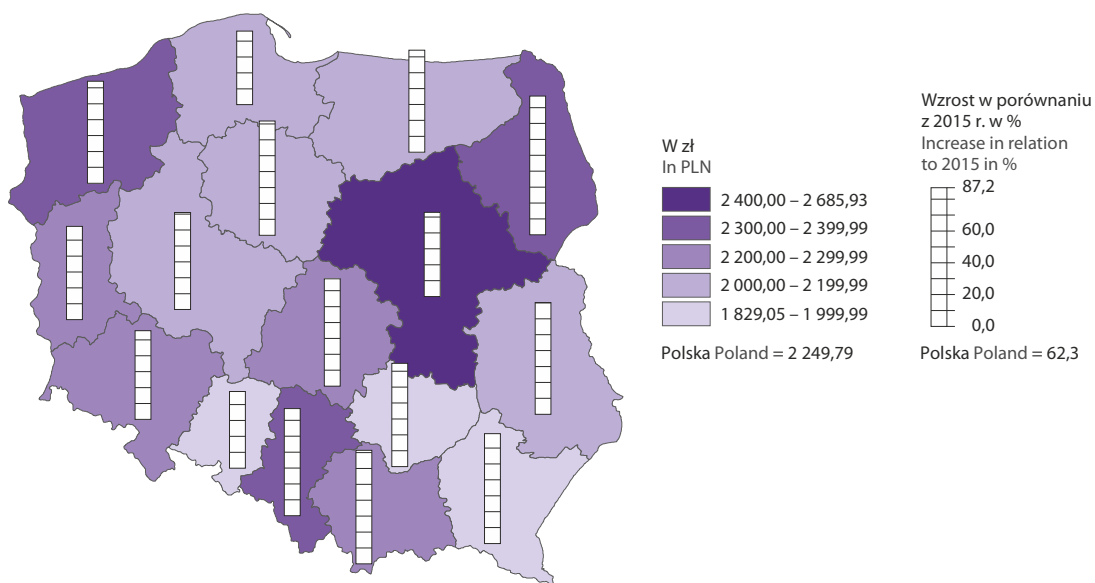 W zł
In PLN
2 400,00 – 2 685,93
2 300,00 – 2 399,99
2 200,00 – 2 299,99
2 000,00 – 2 199,99
1 829,05 – 1 999,99
Polska Poland = 2 249,79
Wzrost w porównaniu
z 2015 r. w %
Increase in relation
to 2015 in %
87,2
60,0
40,0
20,0
0,0
Polska Poland = 62,3